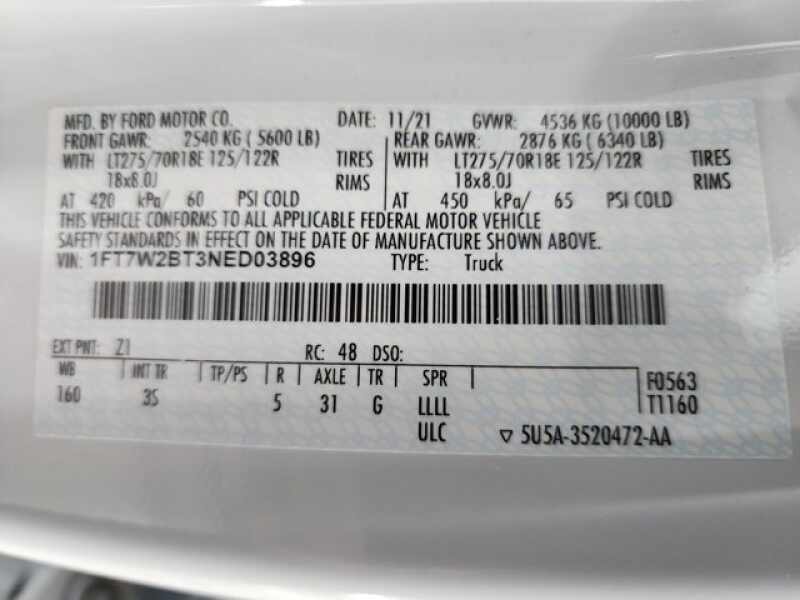 MFD. BY FORD MOTOR CO. DATE: 11/21 GVWR: 4536 KG (10000 LB)
FRONT GAWR: 2540 KG ( 5600 LB) REAR GAWR: 2876 KG ( 6340 LB)
WITH LT275/70R18E 125/122R TIRES WITH LT275/70R18E 125/122R TIRES
18x8.0J RIMS 18x8.0J RIMS
AT 420 kPa/ 60 PSI COLD AT 450 kPa/ 65 PSI COLD
THIS VEHICLE CONFORMS TO ALL APPLICABLE FEDERAL MOTOR VEHICLE
SAFETY STANDARDS IN EFFECT ON THE DATE OF MANUFACTURE SHOWN ABOVE.
VIN: 1FT7W2BT3NED03896 TYPE: Truck
EXT PNT: Z1 RC: 48 DSO:
WB INT TR TP/PS R AXLE TR SPR F0563
160 3S 5 31 G LLLL T1160
ULC ▽ 5U5A-3520472-AA